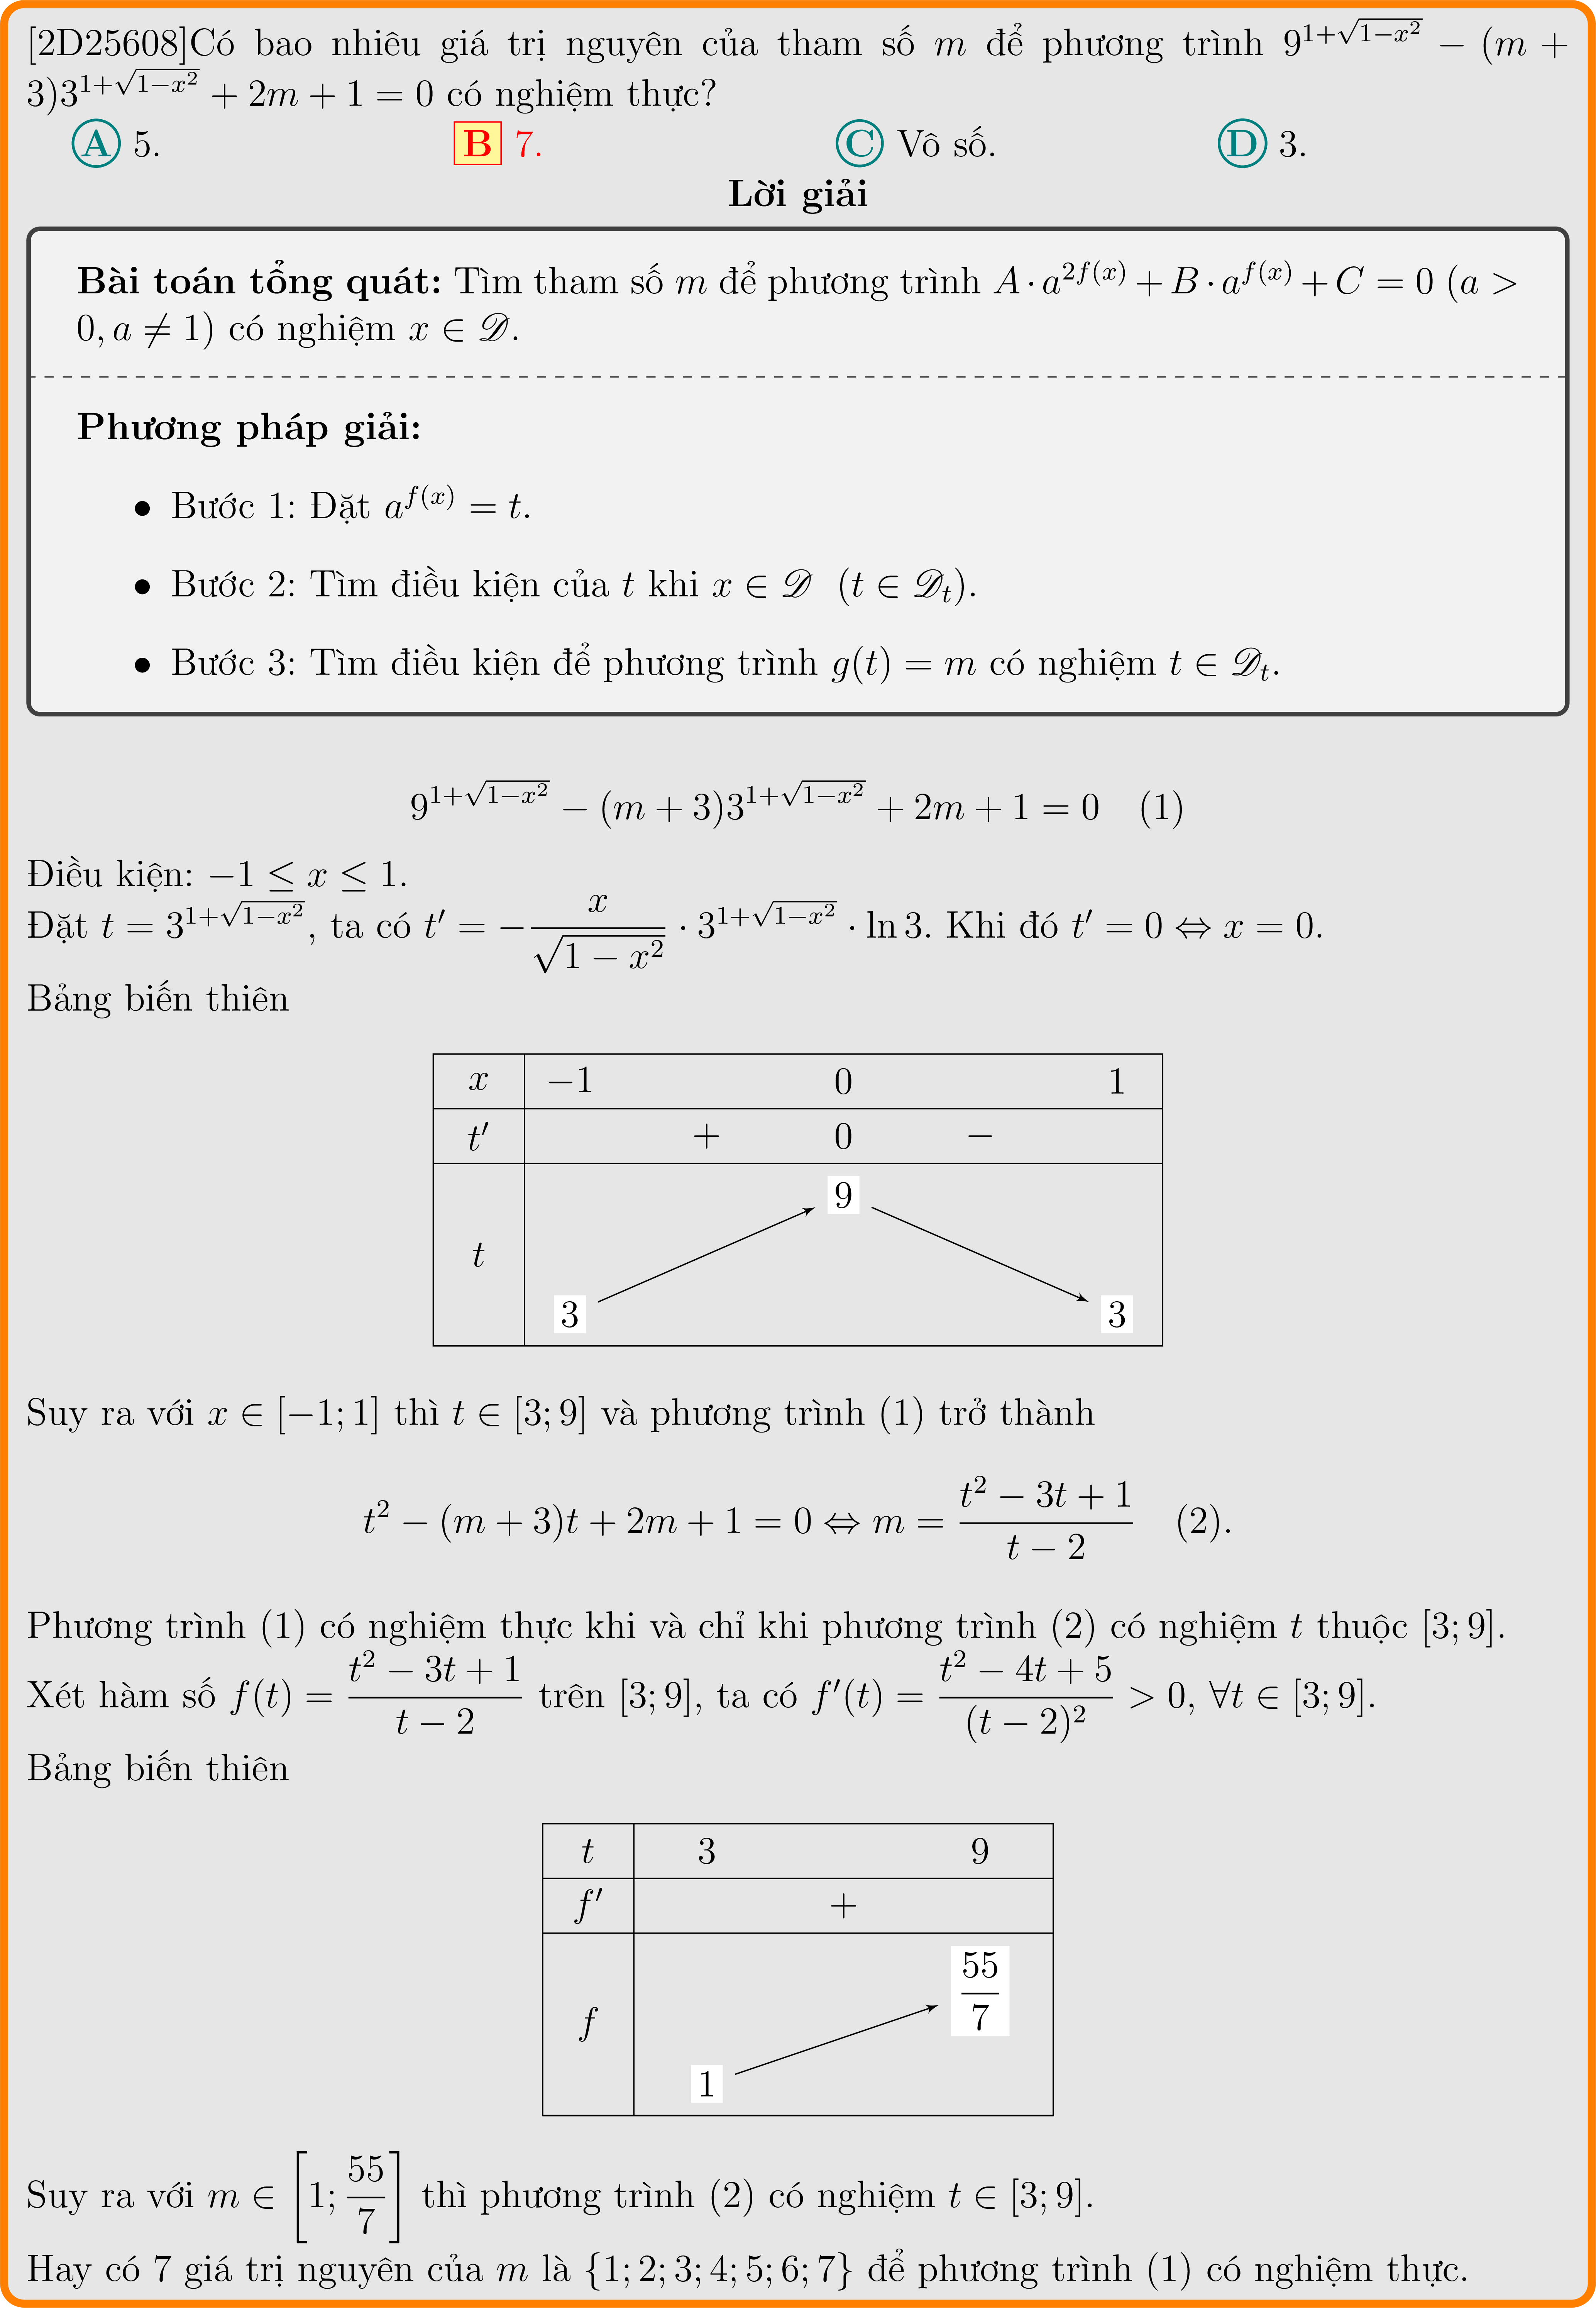 [2D25608]Có bao nhiêu giá trị nguyên của tham số $m$ để phương trình $9^{1+\sqrt{1-x^2}} - (m +$
$3)3^{1+\sqrt{1-x^2}} + 2m + 1 = 0$ có nghiệm thực?
A 5. B 7. C Vô số. D 3.
Lời giải
Bài toán tổng quát: Tìm tham số $m$ để phương trình $A \cdot a^{2f(x)} + B \cdot a^{f(x)} + C = 0$ $(a >$
$0, a \neq 1)$ có nghiệm $x \in \mathscr{D}$.
Phương pháp giải:
• Bước 1: Đặt $a^{f(x)} = t$.
• Bước 2: Tìm điều kiện của $t$ khi $x \in \mathscr{D}$ $(t \in \mathscr{D}_t)$.
• Bước 3: Tìm điều kiện để phương trình $g(t) = m$ có nghiệm $t \in \mathscr{D}_t$.
$9^{1+\sqrt{1-x^2}} - (m + 3)3^{1+\sqrt{1-x^2}} + 2m + 1 = 0$ (1)
Điều kiện: $-1 \leq x \leq 1$.
Đặt $t = 3^{1+\sqrt{1-x^2}}$, ta có $t' = -\dfrac{x}{\sqrt{1-x^2}} \cdot 3^{1+\sqrt{1-x^2}} \cdot \ln 3$. Khi đó $t' = 0 \Leftrightarrow x = 0$.
Bảng biến thiên
$x$ $-1$ 0 1
$t'$ + 0 −
9
$t$
3 3
Suy ra với $x \in [-1; 1]$ thì $t \in [3; 9]$ và phương trình (1) trở thành
$t^2 - (m + 3)t + 2m + 1 = 0 \Leftrightarrow m = \dfrac{t^2 - 3t + 1}{t - 2}$ (2).
Phương trình (1) có nghiệm thực khi và chỉ khi phương trình (2) có nghiệm $t$ thuộc $[3; 9]$.
Xét hàm số $f(t) = \dfrac{t^2 - 3t + 1}{t - 2}$ trên $[3; 9]$, ta có $f'(t) = \dfrac{t^2 - 4t + 5}{(t - 2)^2} > 0$, $\forall t \in [3; 9]$.
Bảng biến thiên
$t$ 3 9
$f'$ +
$\dfrac{55}{7}$
$f$
1
Suy ra với $m \in \left[1; \dfrac{55}{7}\right]$ thì phương trình (2) có nghiệm $t \in [3; 9]$.
Hay có 7 giá trị nguyên của $m$ là $\{1; 2; 3; 4; 5; 6; 7\}$ để phương trình (1) có nghiệm thực.